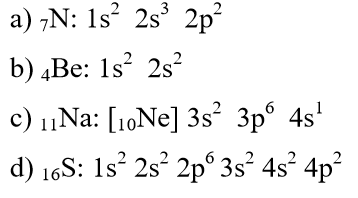 a) ₇N: 1s² 2s³ 2p²
b) ₄Be: 1s² 2s²
c) ₁₁Na: [₁₀Ne] 3s² 3p⁶ 4s¹
d) ₁₆S: 1s² 2s² 2p⁶ 3s² 4s² 4p²